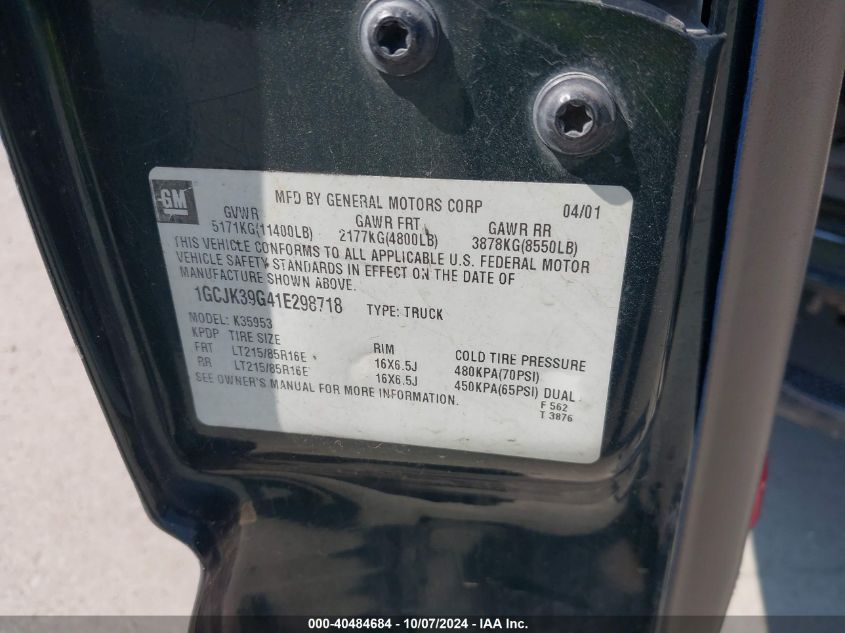 GM
MFD BY GENERAL MOTORS CORP 04/01
GVWR GAWR FRT GAWR RR
5171KG(11400LB) 2177KG(4800LB) 3878KG(8550LB)
THIS VEHICLE CONFORMS TO ALL APPLICABLE U.S. FEDERAL MOTOR
VEHICLE SAFETY STANDARDS IN EFFECT ON THE DATE OF
MANUFACTURE SHOWN ABOVE.
1GCJK39G41E298718 TYPE: TRUCK
MODEL: K35953
KPDP TIRE SIZE RIM COLD TIRE PRESSURE
FRT LT215/85R16E 16X6.5J 480KPA(70PSI)
RR LT215/85R16E 16X6.5J 450KPA(65PSI) DUAL
SEE OWNER'S MANUAL FOR MORE INFORMATION.
F 562
T 3876
000-40484684 - 10/07/2024 - IAA, Inc.